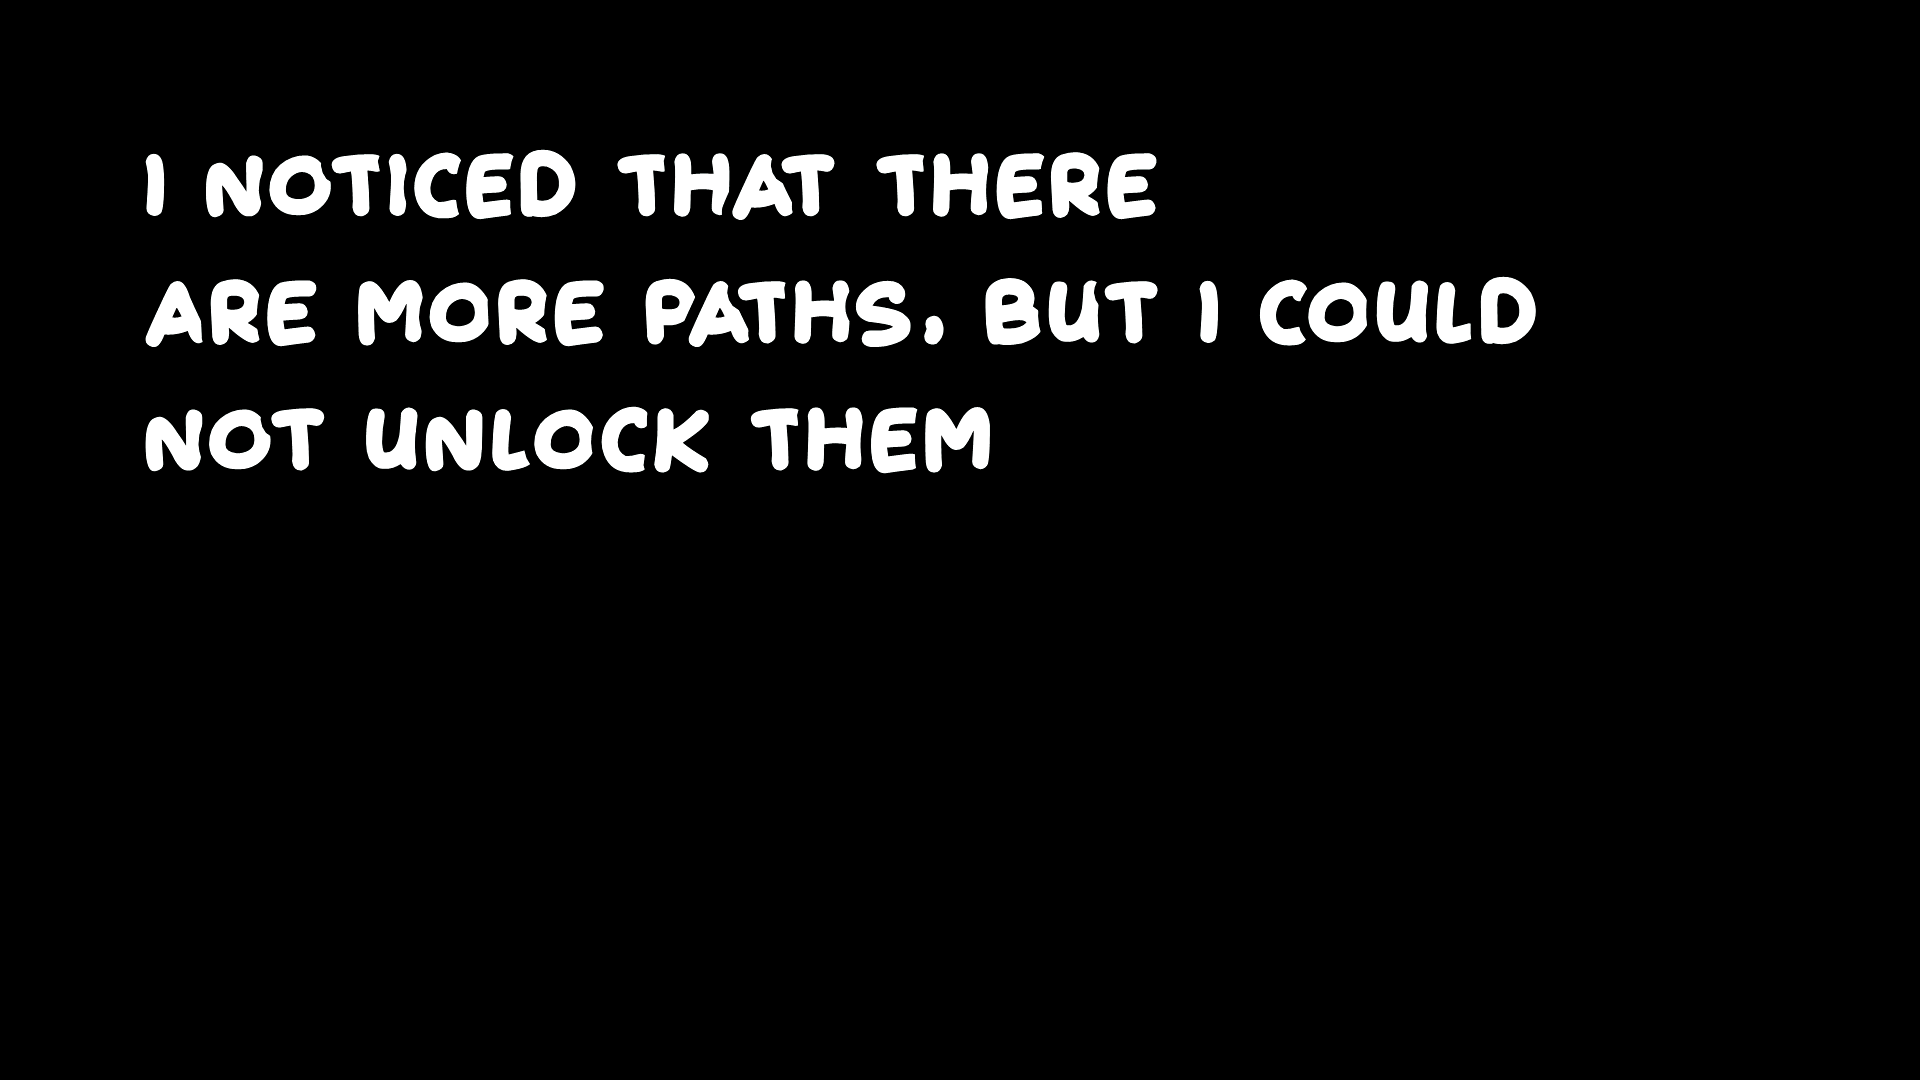 I NOTICED THAT THERE
ARE MORE PATHS, BUT I COULD
NOT UNLOCK THEM